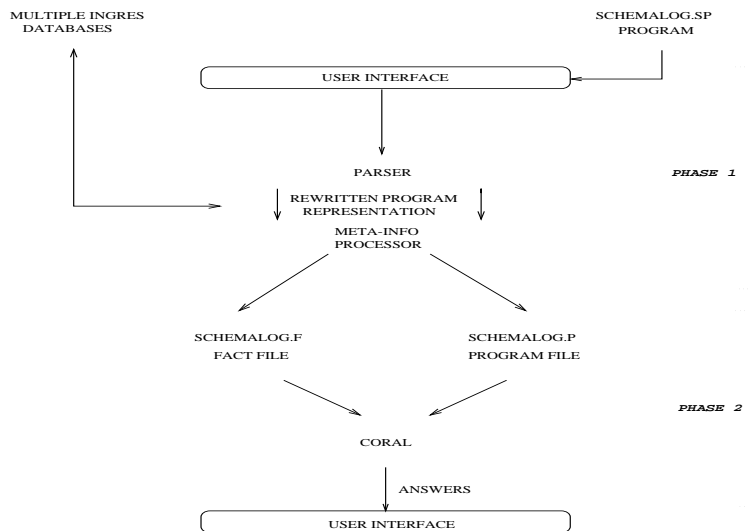 MULTIPLE INGRES
DATABASES
SCHEMALOG.SP
PROGRAM
USER INTERFACE
PARSER
PHASE 1
REWRITTEN PROGRAM
REPRESENTATION
META-INFO
PROCESSOR
SCHEMALOG.F
FACT FILE
SCHEMALOG.P
PROGRAM FILE
PHASE 2
CORAL
ANSWERS
USER INTERFACE